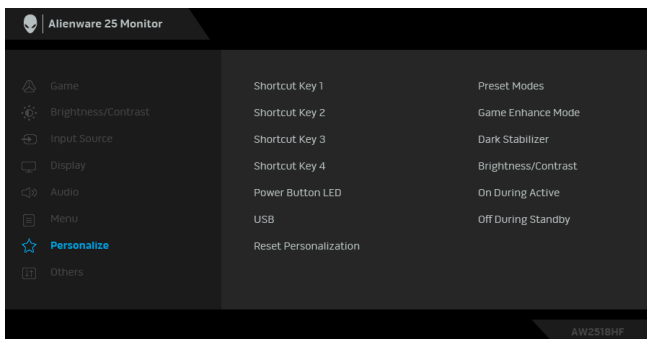 Alienware 25 Monitor
Game
Brightness/Contrast
Input Source
Display
Audio
Menu
Personalize
Others
Shortcut Key 1 Preset Modes
Shortcut Key 2 Game Enhance Mode
Shortcut Key 3 Dark Stabilizer
Shortcut Key 4 Brightness/Contrast
Power Button LED On During Active
USB Off During Standby
Reset Personalization
AW2518HF